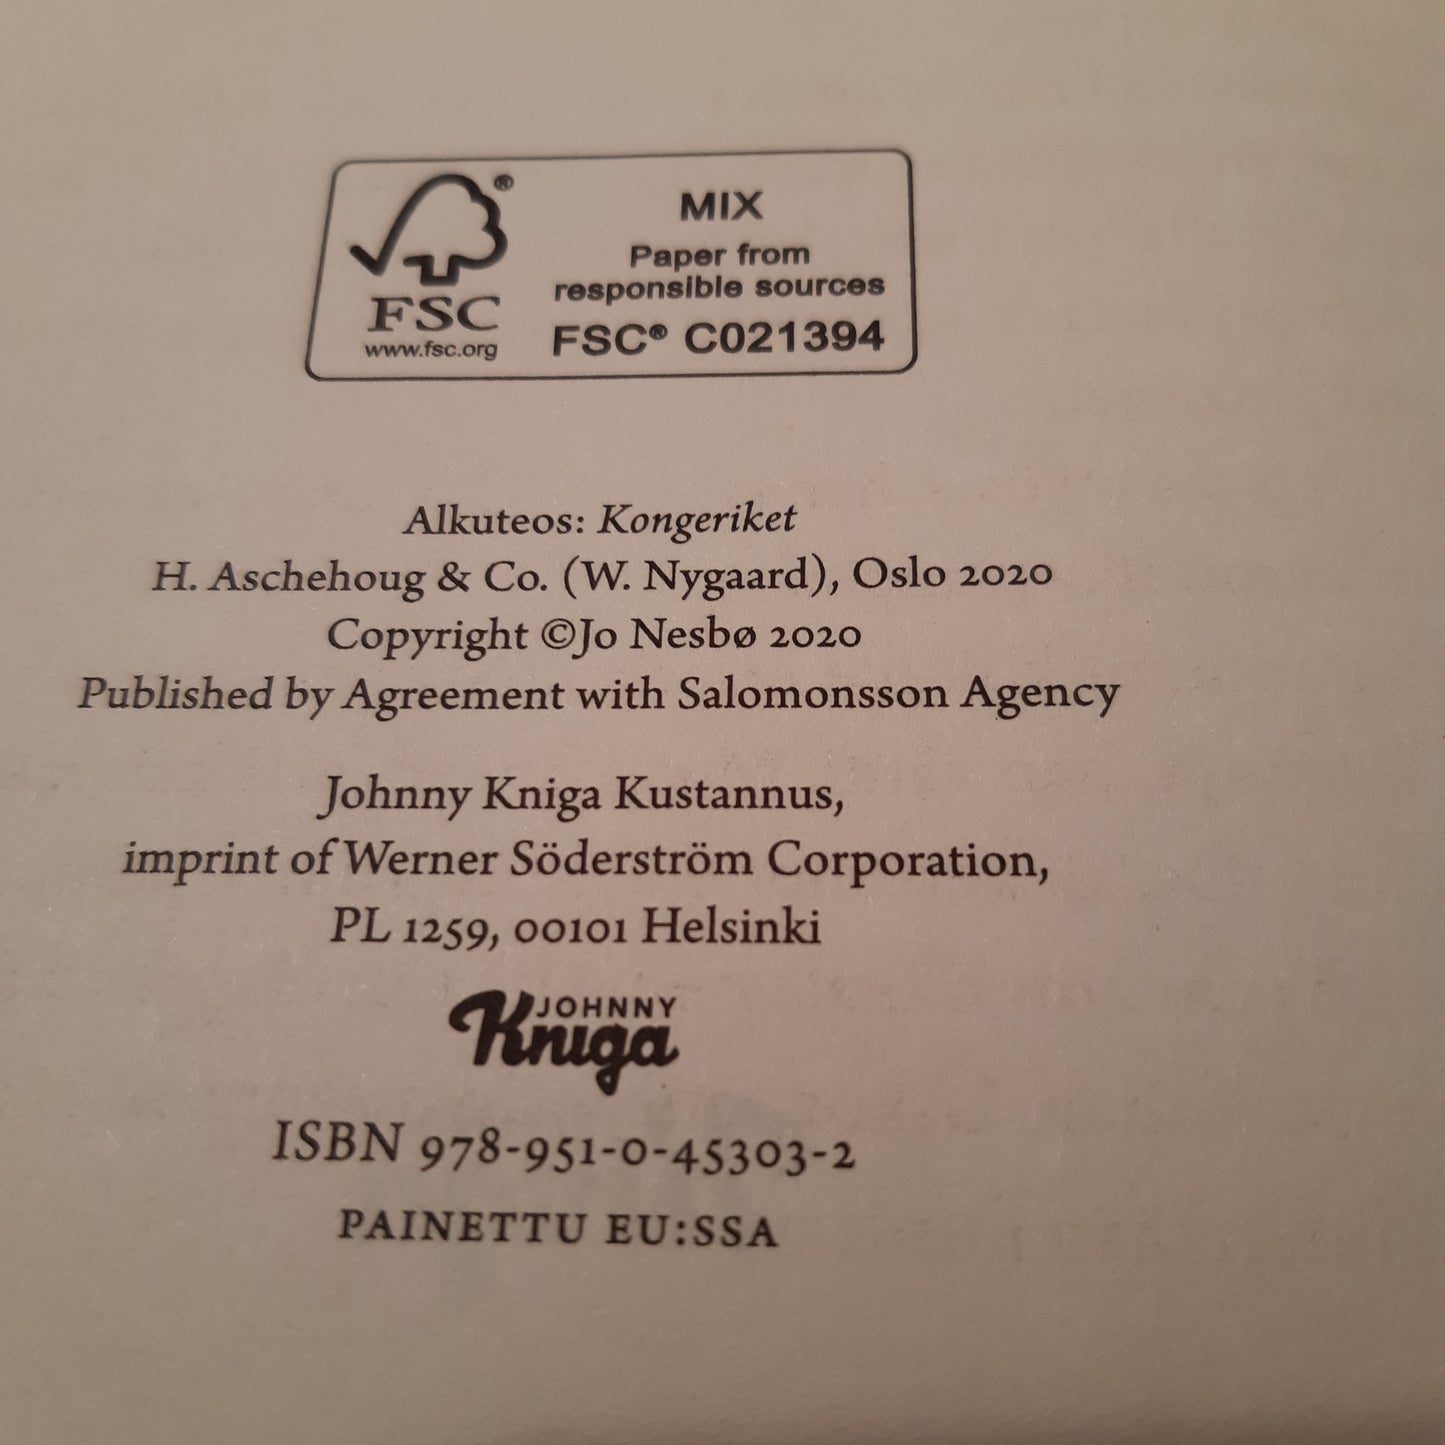 MIX
Paper from
responsible sources
FSC® C021394
®
FSC
www.fsc.org
Alkuteos: Kongeriket
H. Aschehoug & Co. (W. Nygaard), Oslo 2020
Copyright ©Jo Nesbø 2020
Published by Agreement with Salomonsson Agency
Johnny Kniga Kustannus,
imprint of Werner Söderström Corporation,
PL 1259, 00101 Helsinki
JOHNNY
Kniga
ISBN 978-951-0-45303-2
PAINETTU EU:SSA